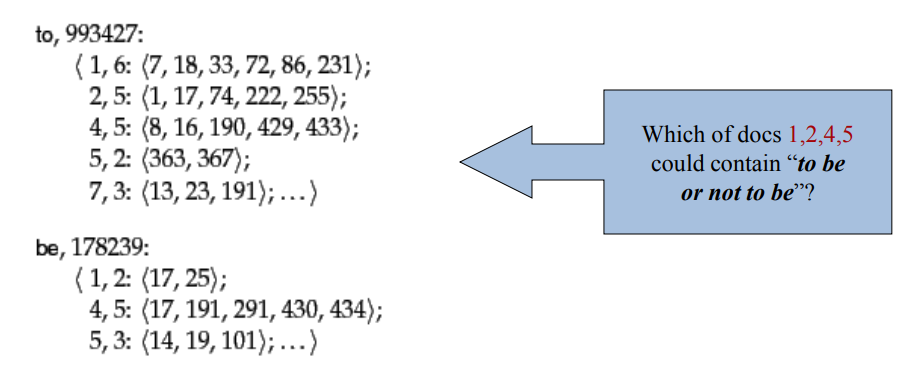 to, 993427:
⟨ 1, 6: ⟨7, 18, 33, 72, 86, 231⟩;
2, 5: ⟨1, 17, 74, 222, 255⟩;
4, 5: ⟨8, 16, 190, 429, 433⟩;
5, 2: ⟨363, 367⟩;
7, 3: ⟨13, 23, 191⟩; ... ⟩
be, 178239:
⟨ 1, 2: ⟨17, 25⟩;
4, 5: ⟨17, 191, 291, 430, 434⟩;
5, 3: ⟨14, 19, 101⟩; ... ⟩
Which of docs 1,2,4,5
could contain “to be
or not to be”?